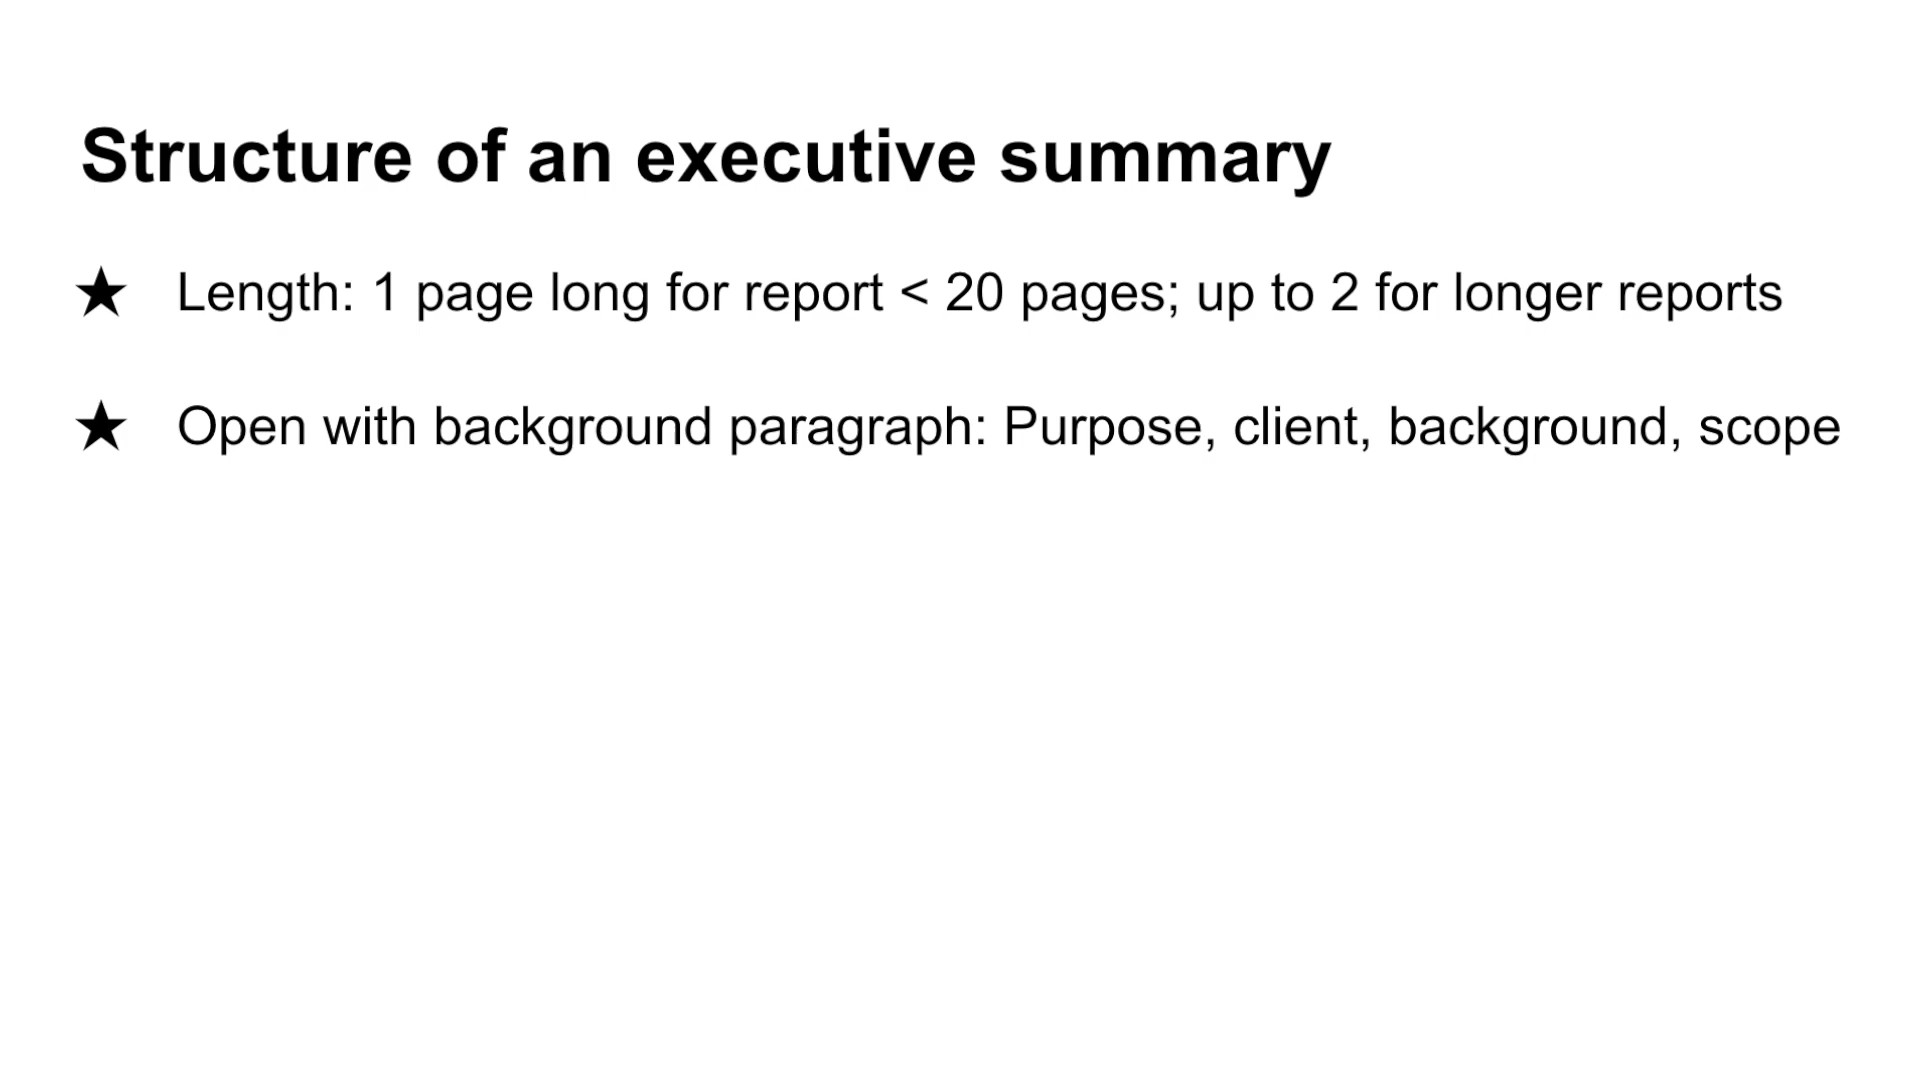 Structure of an executive summary
★ Length: 1 page long for report < 20 pages; up to 2 for longer reports
★ Open with background paragraph: Purpose, client, background, scope